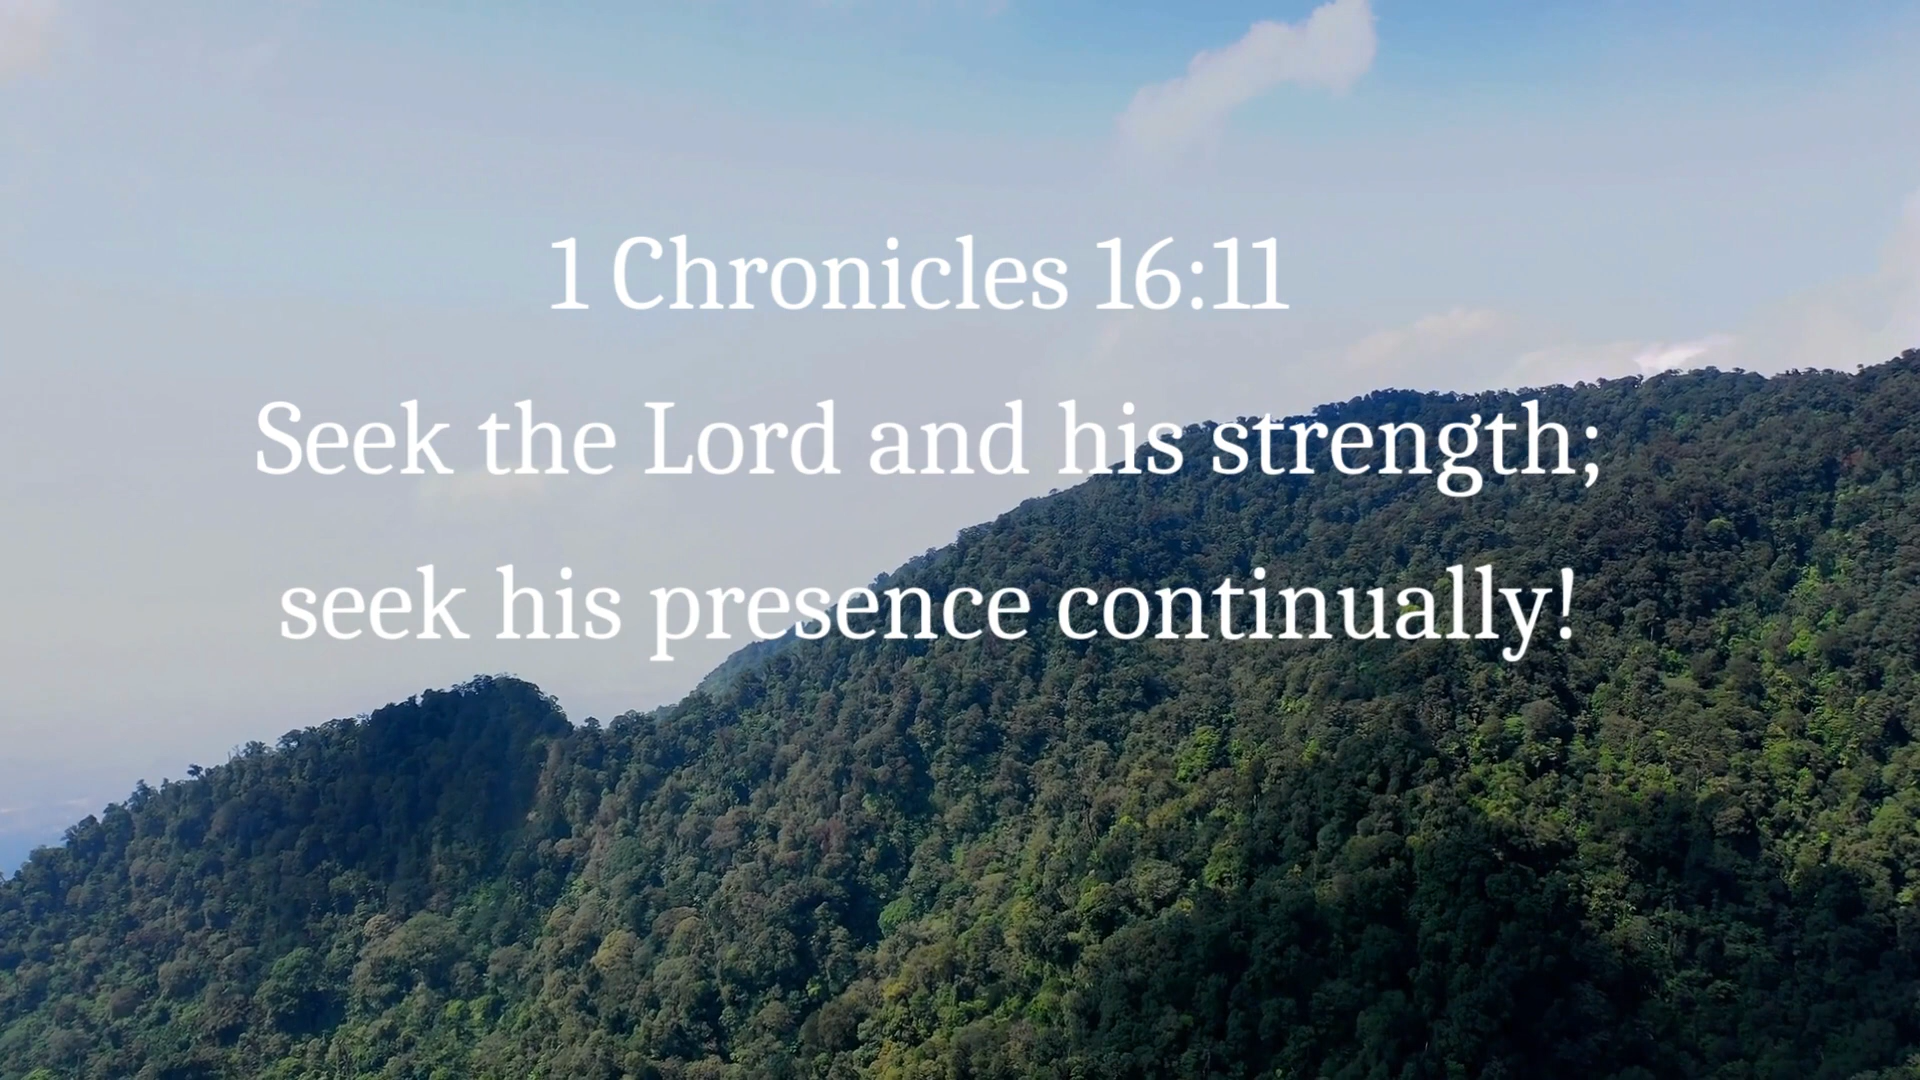 1 Chronicles 16:11
Seek the Lord and his strength;
seek his presence continually!